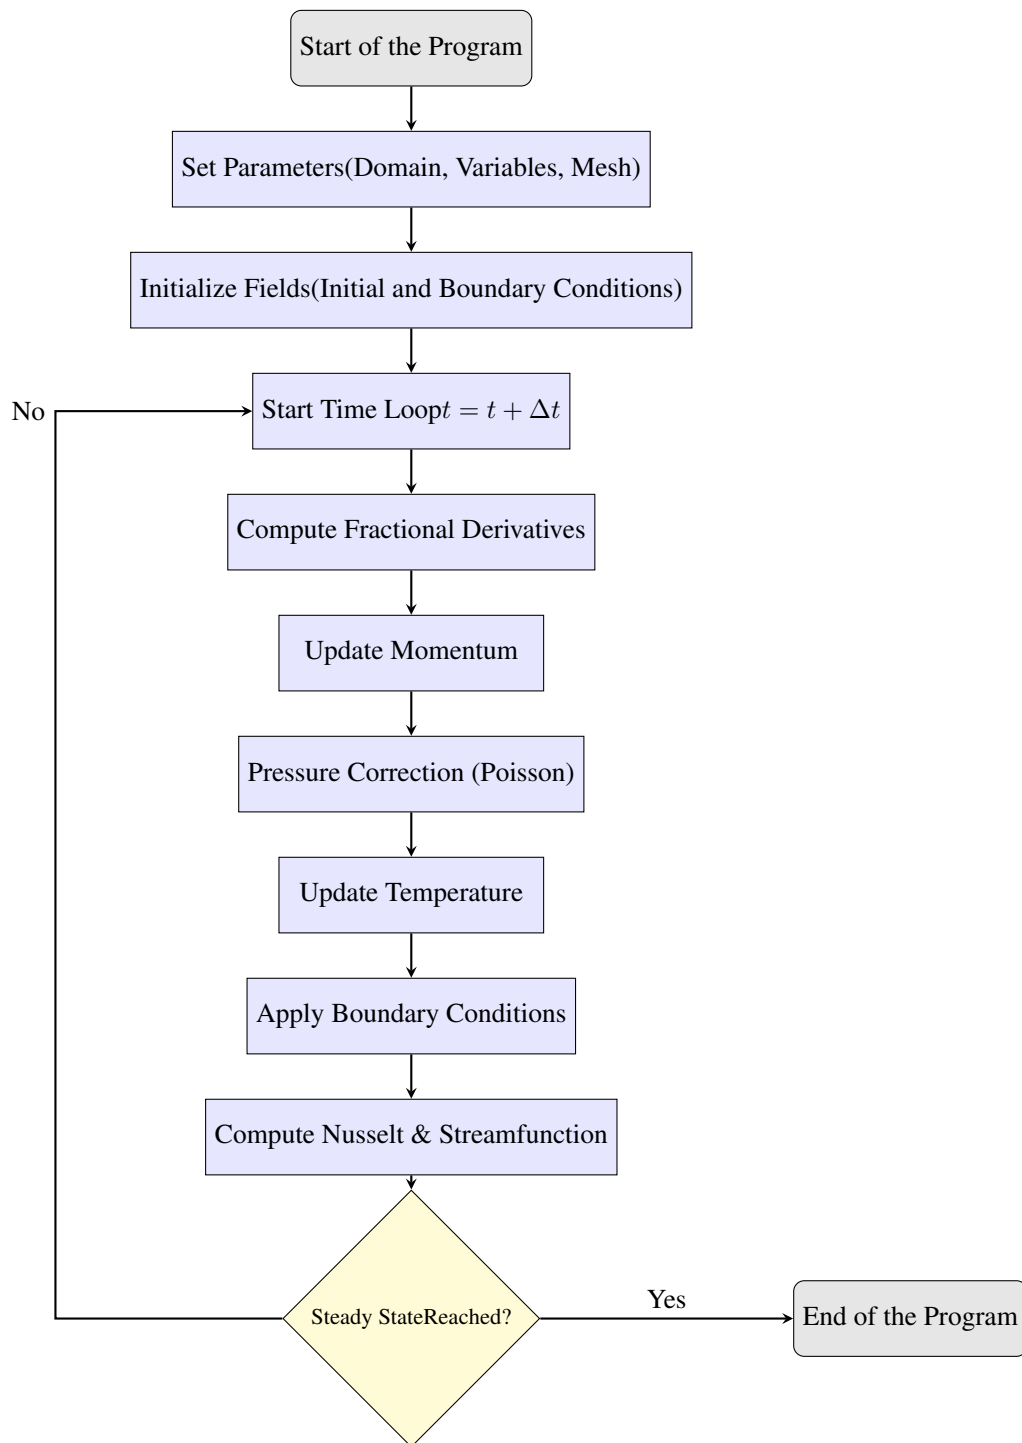 Start of the Program
Set Parameters(Domain, Variables, Mesh)
Initialize Fields(Initial and Boundary Conditions)
No
Start Time Loop$t = t + \Delta t$
Compute Fractional Derivatives
Update Momentum
Pressure Correction (Poisson)
Update Temperature
Apply Boundary Conditions
Compute Nusselt & Streamfunction
Steady StateReached?
Yes
End of the Program